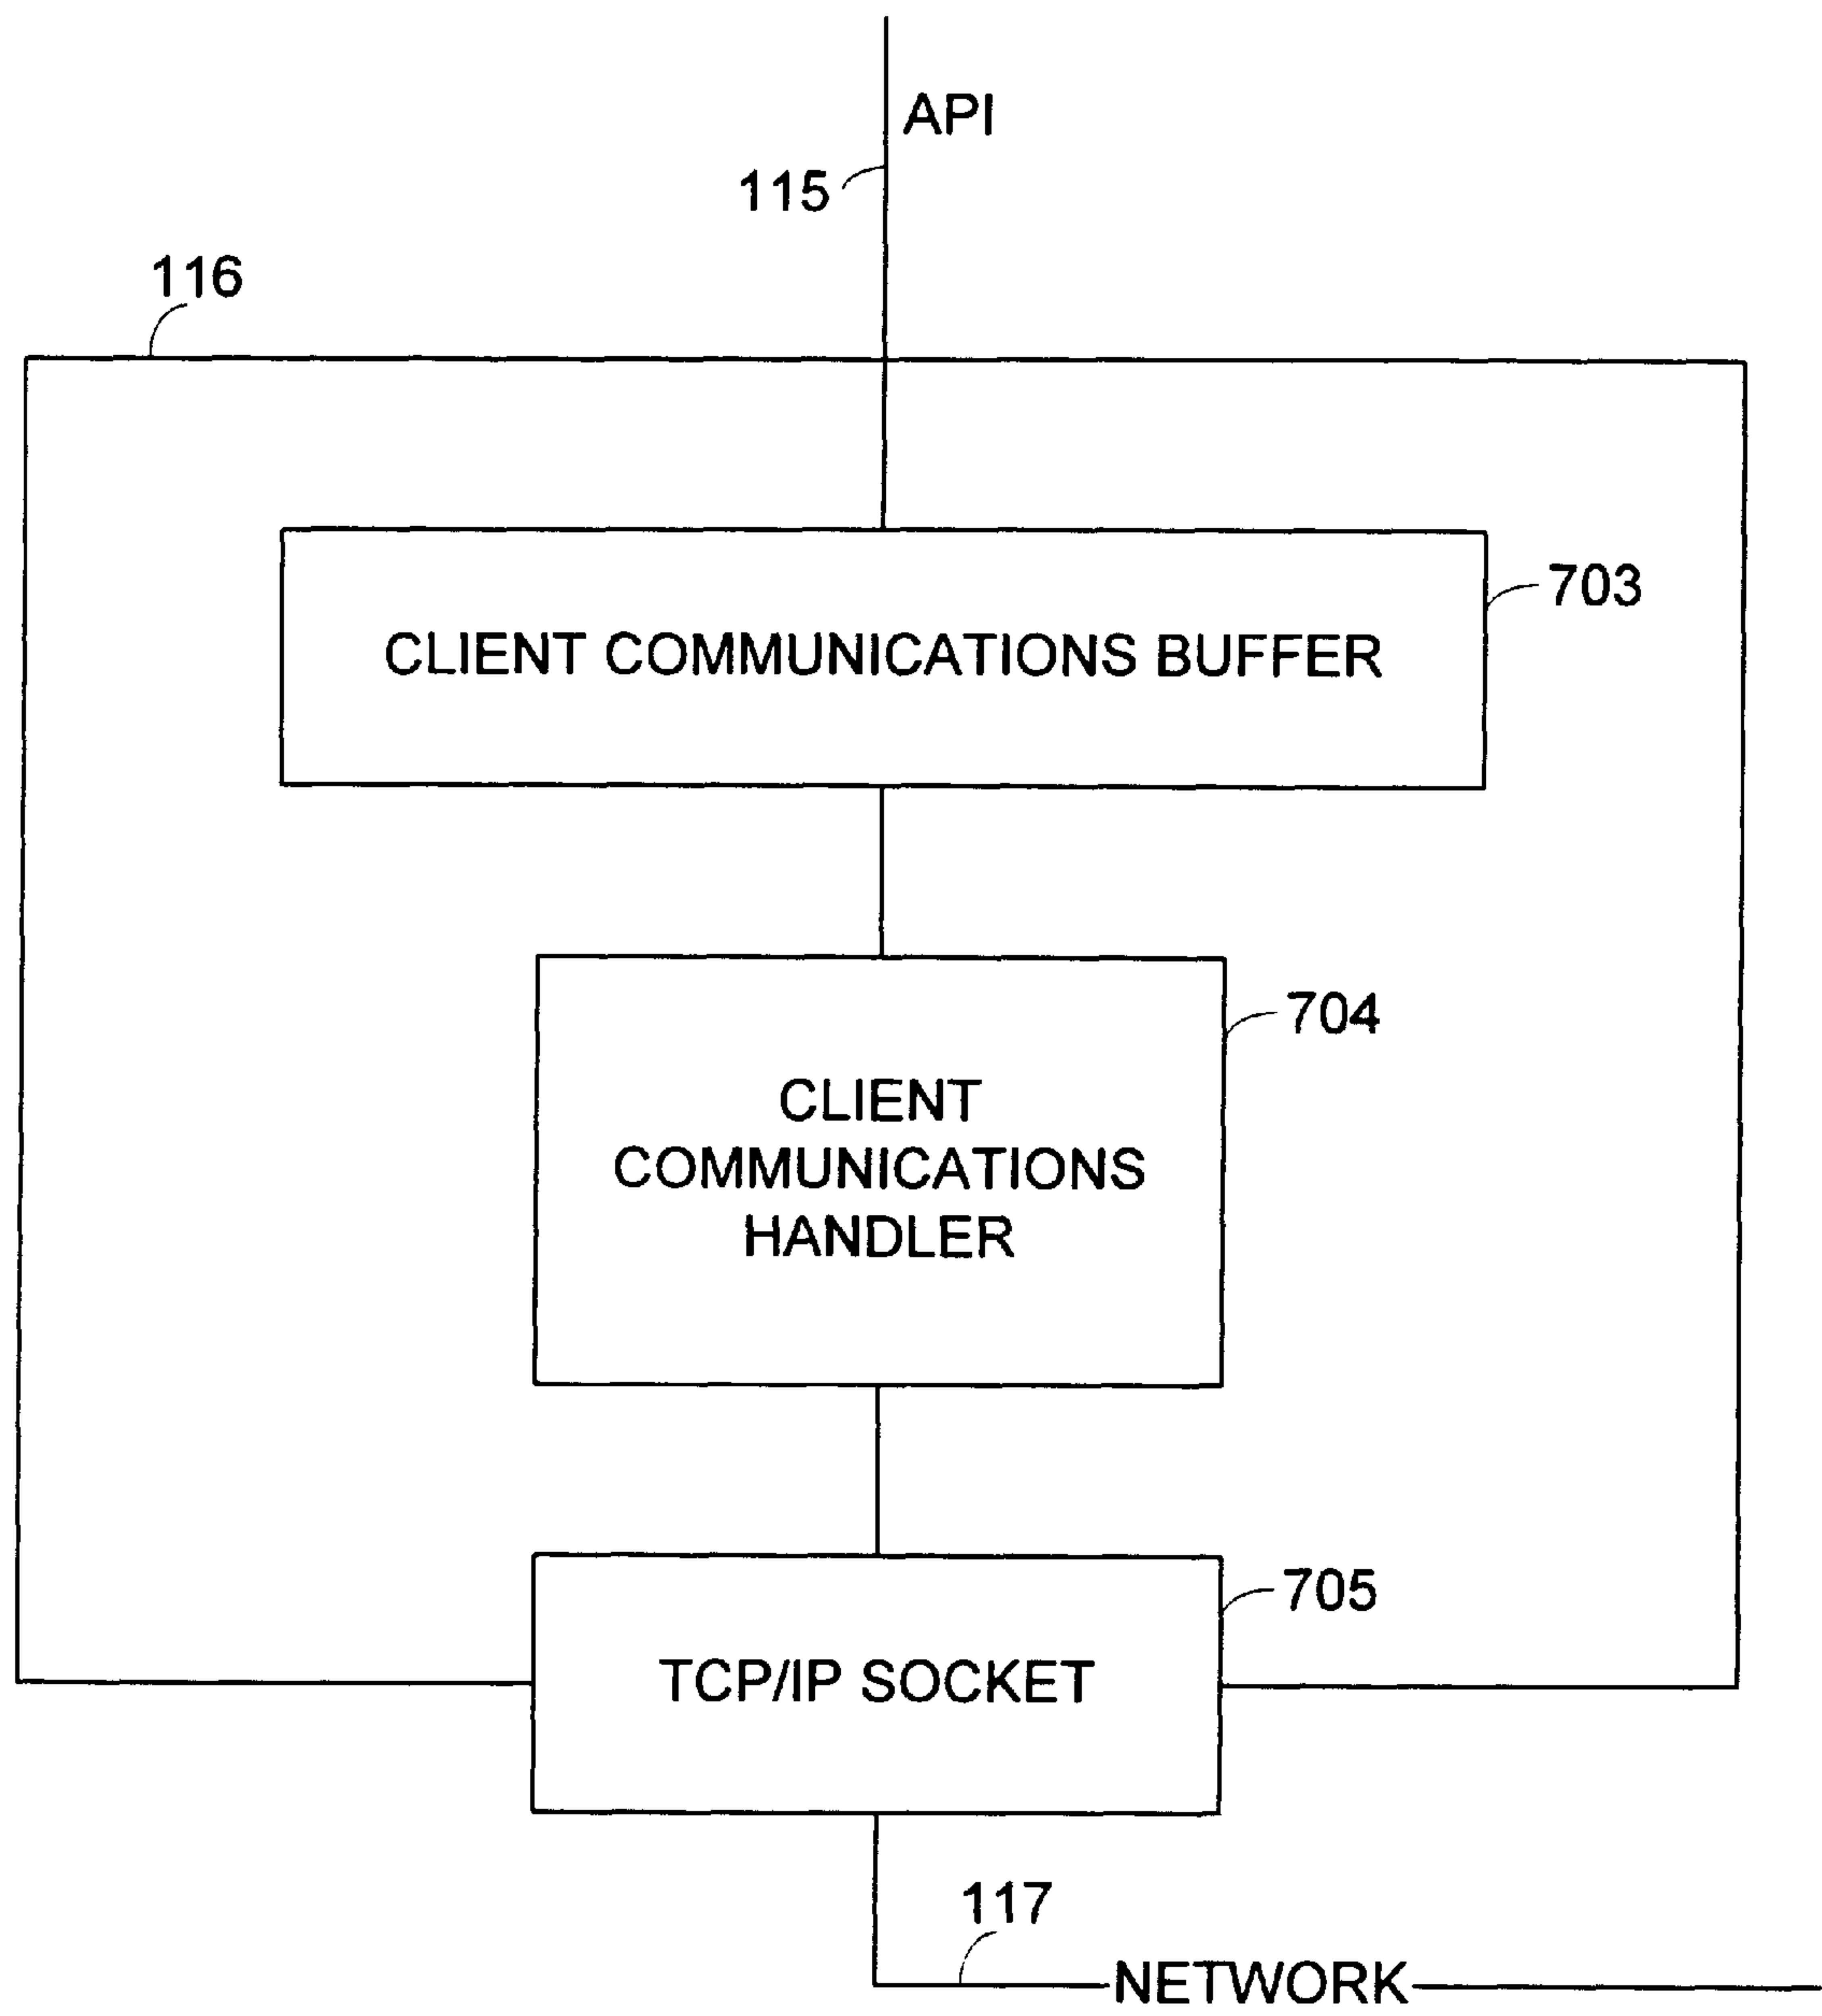 API
115
116
703
CLIENT COMMUNICATIONS BUFFER
704
CLIENT
COMMUNICATIONS
HANDLER
705
TCP/IP SOCKET
117
NETWORK